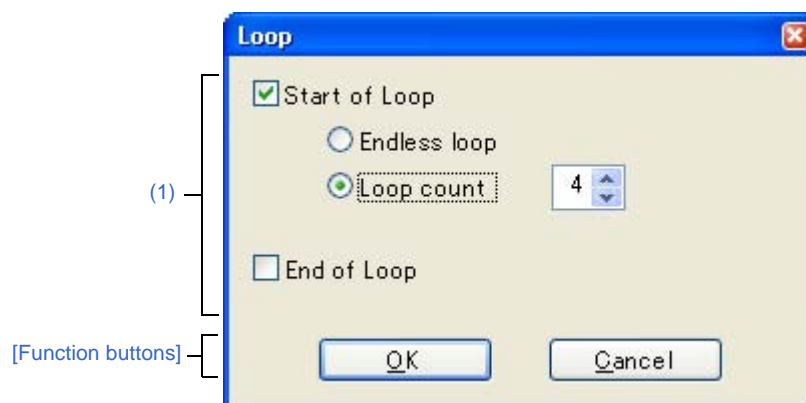 Loop
Start of Loop
Endless loop
(1)
Loop count 4
End of Loop
[Function buttons]
OK Cancel